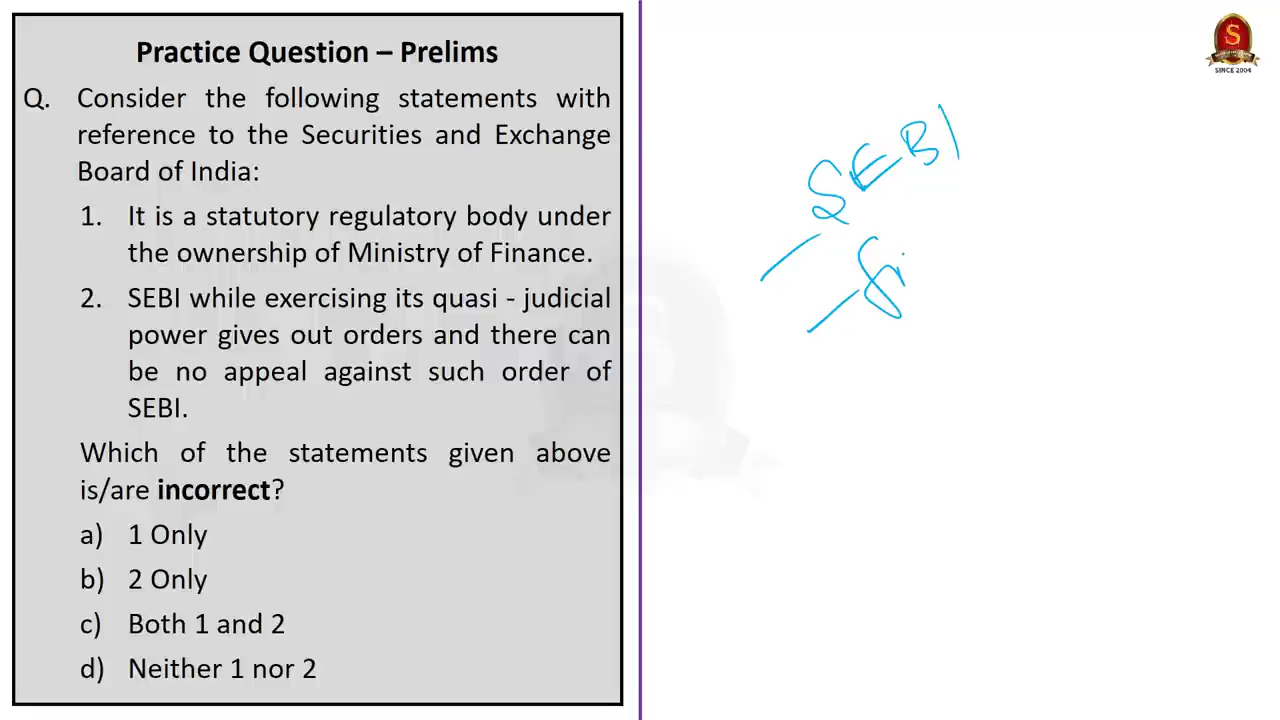 Practice Question – Prelims
Q. Consider the following statements with
reference to the Securities and Exchange
Board of India:
1. It is a statutory regulatory body under
the ownership of Ministry of Finance.
2. SEBI while exercising its quasi - judicial
power gives out orders and there can
be no appeal against such order of
SEBI.
Which of the statements given above
is/are incorrect?
a) 1 Only
b) 2 Only
c) Both 1 and 2
d) Neither 1 nor 2
S
SINCE 2004
SEBI
fi